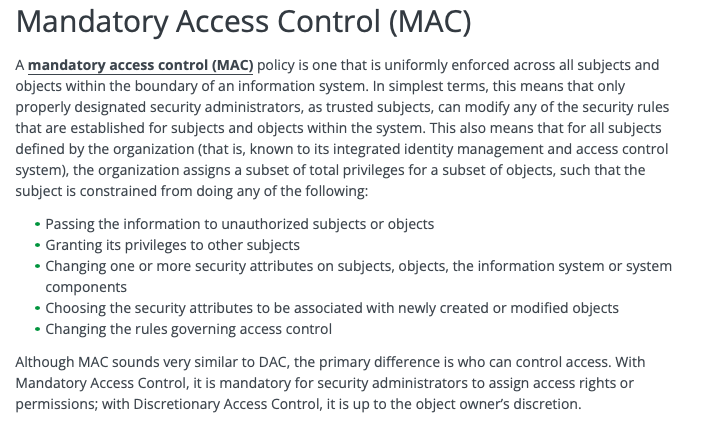 Mandatory Access Control (MAC)
A mandatory access control (MAC) policy is one that is uniformly enforced across all subjects and
objects within the boundary of an information system. In simplest terms, this means that only
properly designated security administrators, as trusted subjects, can modify any of the security rules
that are established for subjects and objects within the system. This also means that for all subjects
defined by the organization (that is, known to its integrated identity management and access control
system), the organization assigns a subset of total privileges for a subset of objects, such that the
subject is constrained from doing any of the following:
• Passing the information to unauthorized subjects or objects
• Granting its privileges to other subjects
• Changing one or more security attributes on subjects, objects, the information system or system
components
• Choosing the security attributes to be associated with newly created or modified objects
• Changing the rules governing access control
Although MAC sounds very similar to DAC, the primary difference is who can control access. With
Mandatory Access Control, it is mandatory for security administrators to assign access rights or
permissions; with Discretionary Access Control, it is up to the object owner’s discretion.